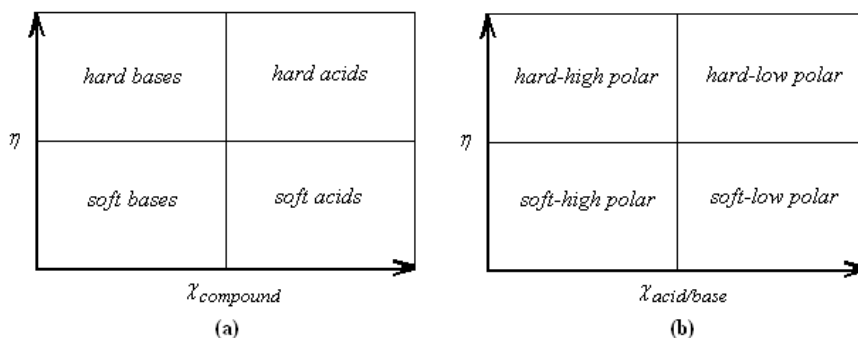 hard bases
hard acids
η
soft bases
soft acids
χcompound
(a)
hard-high polar
hard-low polar
η
soft-high polar
soft-low polar
χacid/base
(b)